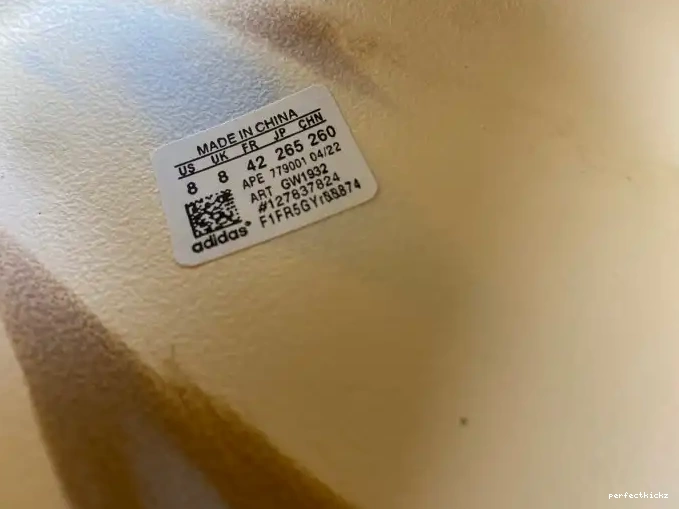 MADE IN CHINA
US UK FR JP CHN
8 8 42 265 260
APE 779001 04/22
ART GW1932
#127837824
adidas
perfectkickz